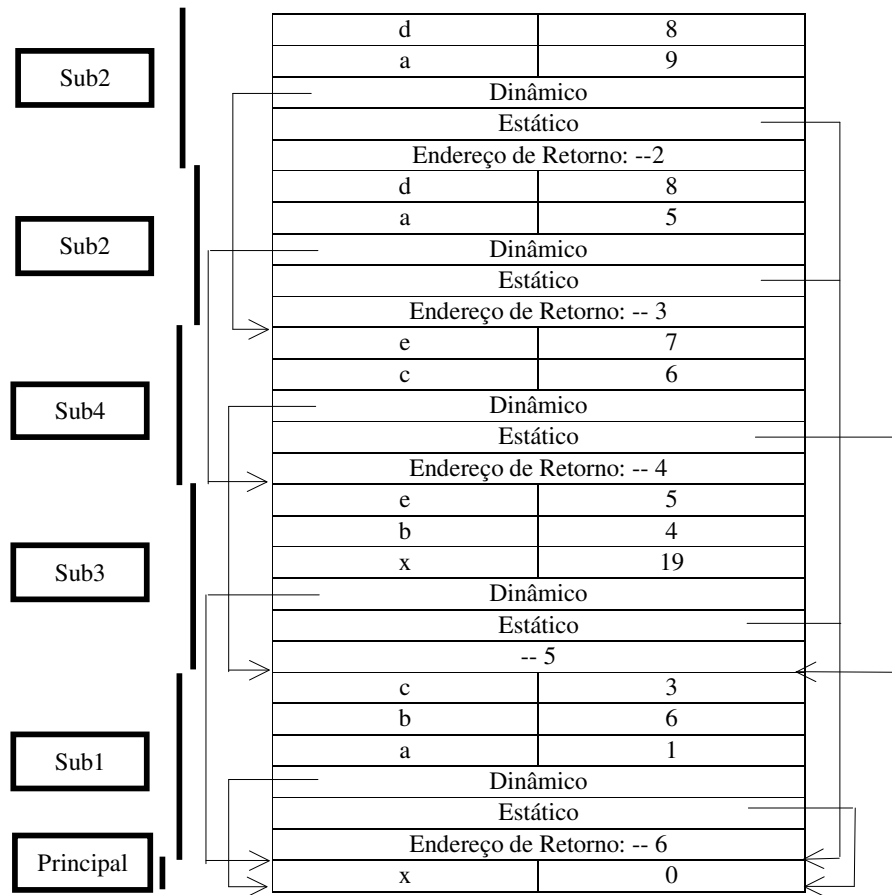 d 8
Sub2 a 9
Dinâmico
Estático
Endereço de Retorno: --2
d 8
Sub2 a 5
Dinâmico
Estático
Endereço de Retorno: -- 3
e 7
c 6
Sub4 Dinâmico
Estático
Endereço de Retorno: -- 4
e 5
b 4
Sub3 x 19
Dinâmico
Estático
-- 5
c 3
b 6
Sub1 a 1
Dinâmico
Estático
Endereço de Retorno: -- 6
Principal x 0